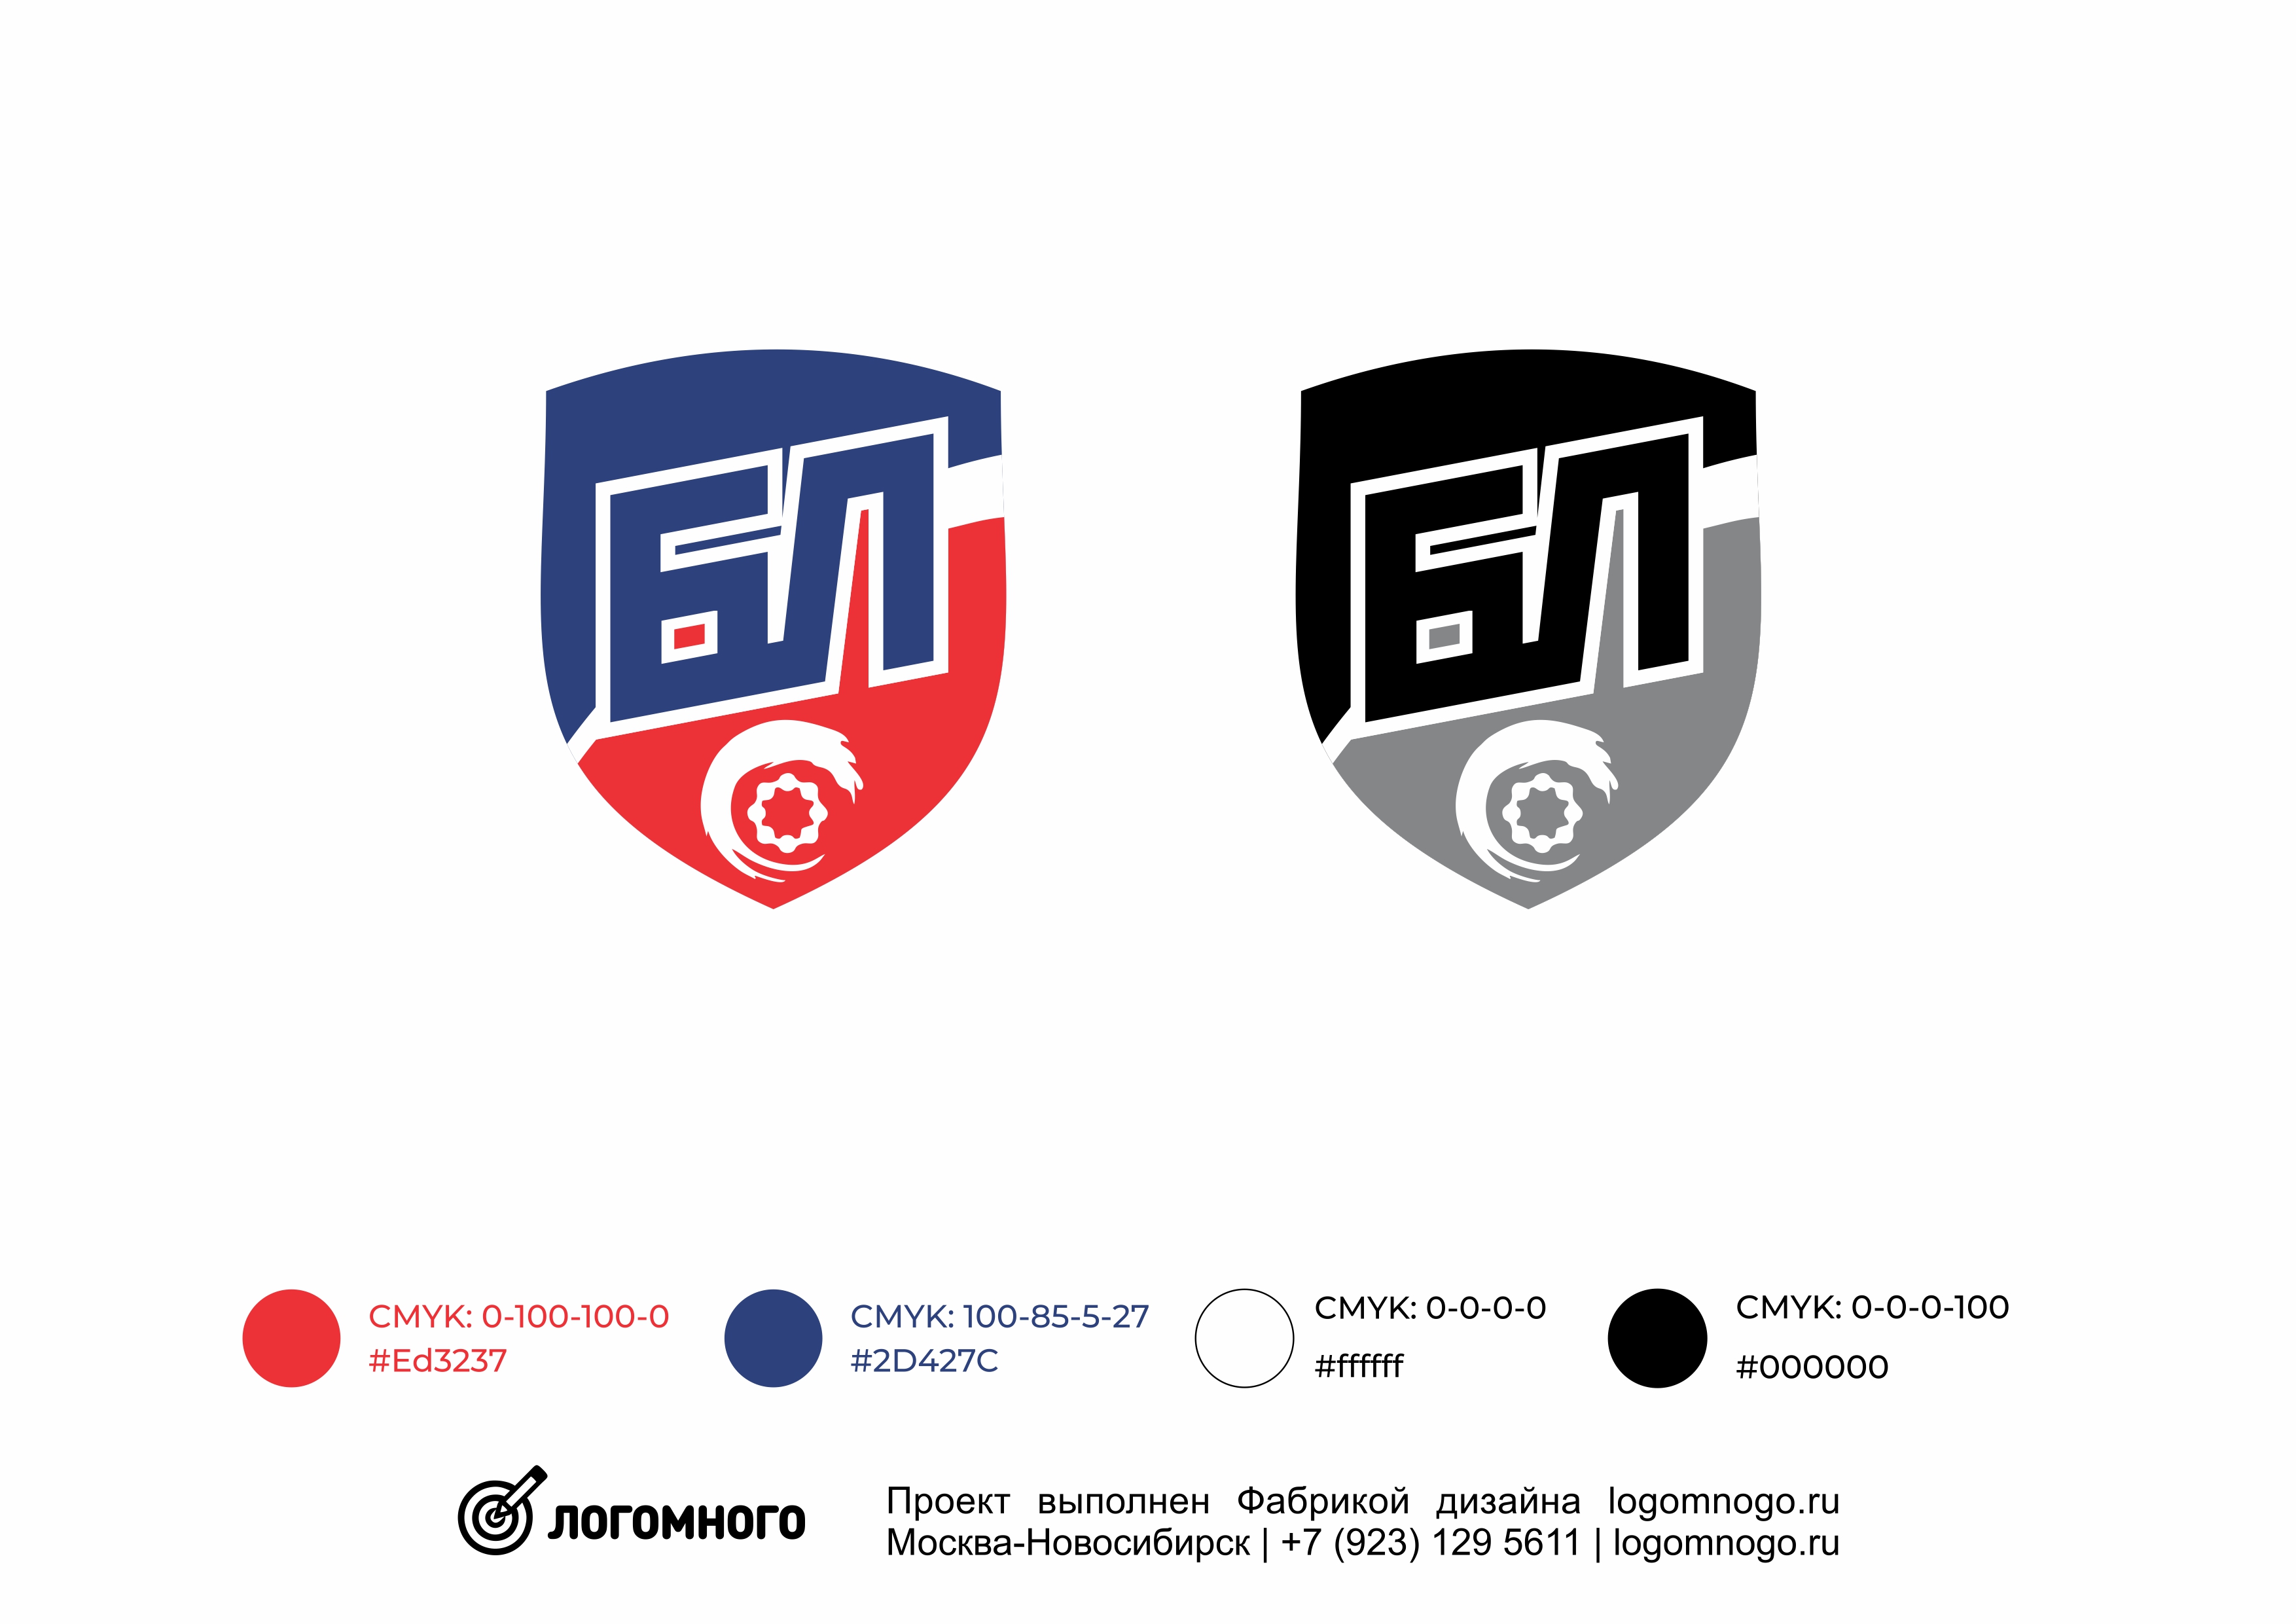 БЛ
БЛ
CMYK: 0-100-100-0
#Ed3237
CMYK: 100-85-5-27
#2D427C
CMYK: 0-0-0-0
#ffffff
CMYK: 0-0-0-100
#000000
ЛОГОМНОГО
Проект выполнен Фабрикой дизайна logomnogo.ru
Москва-Новосибирск | +7 (923) 129 5611 | logomnogo.ru